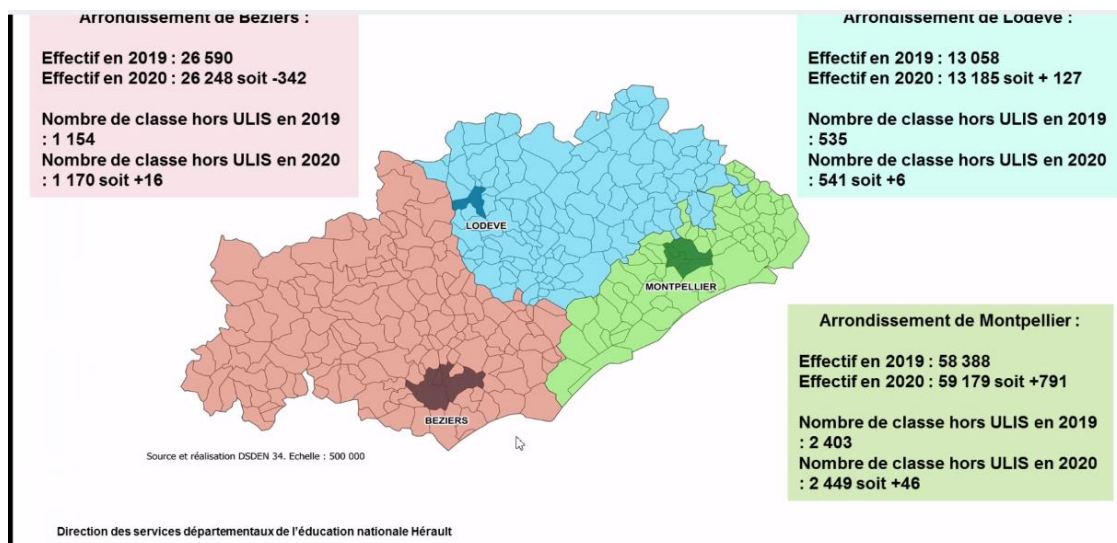 Arrondissement de Béziers :
Effectif en 2019 : 26 590
Effectif en 2020 : 26 248 soit -342
Nombre de classe hors ULIS en 2019
: 1 154
Nombre de classe hors ULIS en 2020
: 1 170 soit +16
Arrondissement de Lodève :
Effectif en 2019 : 13 058
Effectif en 2020 : 13 185 soit + 127
Nombre de classe hors ULIS en 2019
: 535
Nombre de classe hors ULIS en 2020
: 541 soit +6
LODEVE
MONTPELLIER
BEZIERS
Arrondissement de Montpellier :
Effectif en 2019 : 58 388
Effectif en 2020 : 59 179 soit +791
Nombre de classe hors ULIS en 2019
: 2 403
Nombre de classe hors ULIS en 2020
: 2 449 soit +46
Source et réalisation DSDEN 34. Echelle : 500 000
Direction des services départementaux de l'éducation nationale Hérault